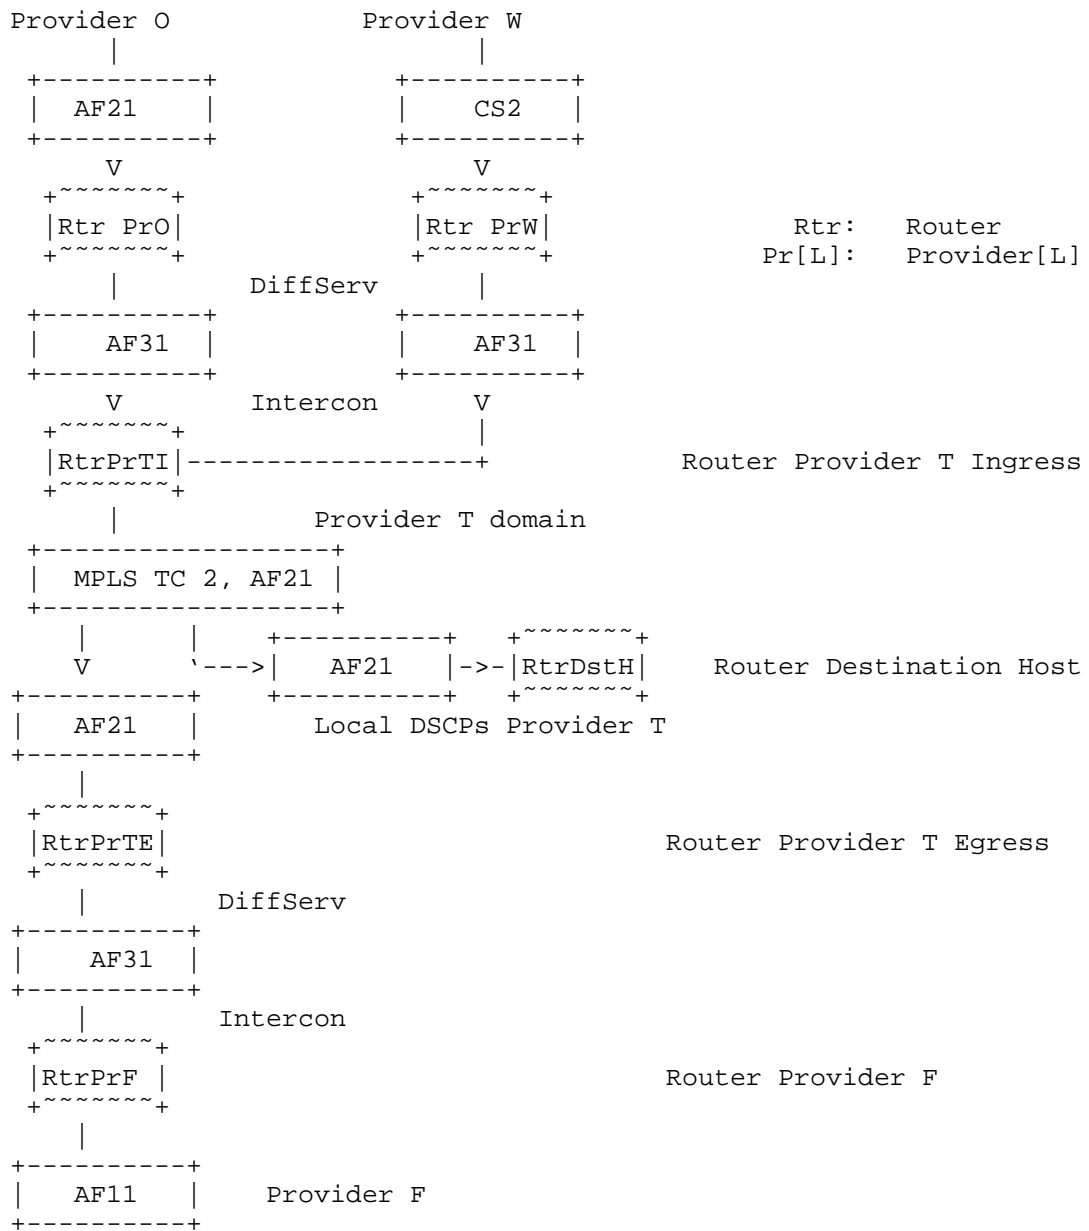 Provider O Provider W
AF21 CS2
V V
Rtr PrO Rtr PrW Rtr: Router
Pr[L]: Provider[L]
DiffServ
AF31 AF31
V Intercon V
RtrPrTI Router Provider T Ingress
Provider T domain
MPLS TC 2, AF21
V AF21 RtrDstH Router Destination Host
AF21 Local DSCPs Provider T
RtrPrTE Router Provider T Egress
DiffServ
AF31
Intercon
RtrPrF Router Provider F
AF11 Provider F